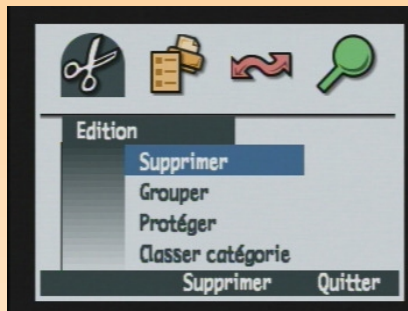 Edition
Supprimer
Grouper
Protéger
Classer catégorie
Supprimer Quitter